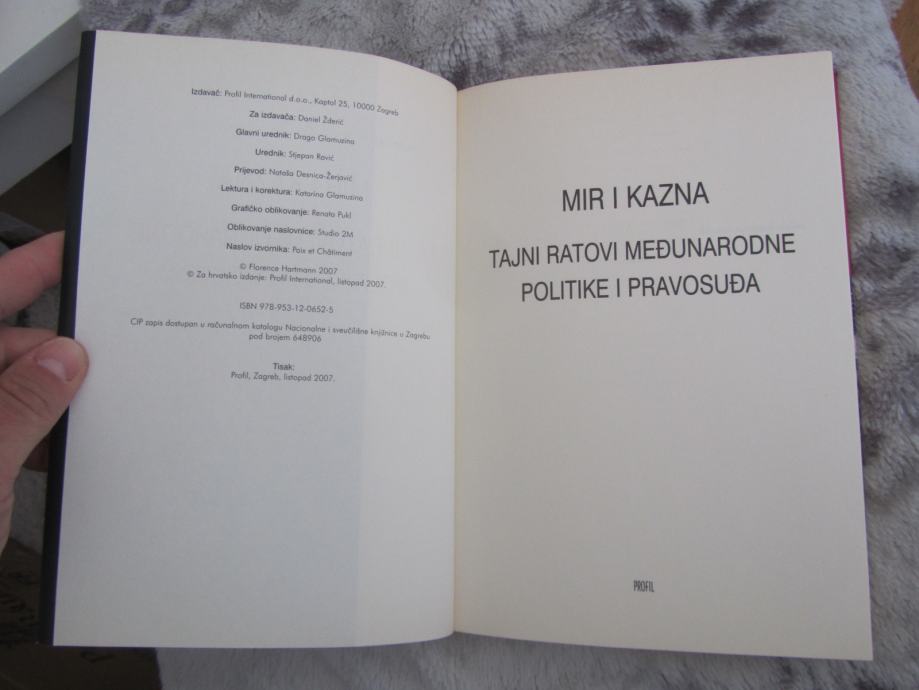 Izdavač: Profil International d.o.o., Kaptol 25, 10000 Zagreb
Za izdavača: Daniel Žderić
Glavni urednik: Drago Glamuzina
Urednik: Stjepan Ravić
Prijevod: Nataša Desnica-Žerjavić
Lektura i korektura: Katarina Glamuzina
Grafičko oblikovanje: Renata Pukl
Oblikovanje naslovnice: Studio 2M
Naslov izvornika: Paix et Châtiment
© Florence Hartmann 2007
© Za hrvatsko izdanje: Profil International, listopad 2007.
ISBN 978-953-12-0652-5
CIP zapis dostupan u računalnom katalogu Nacionalne i sveučilišne knjižnice u Zagrebu
pod brojem 648906
Tisak:
Profil, Zagreb, listopad 2007.
MIR I KAZNA
TAJNI RATOVI MEĐUNARODNE
POLITIKE I PRAVOSUĐA
PROFIL